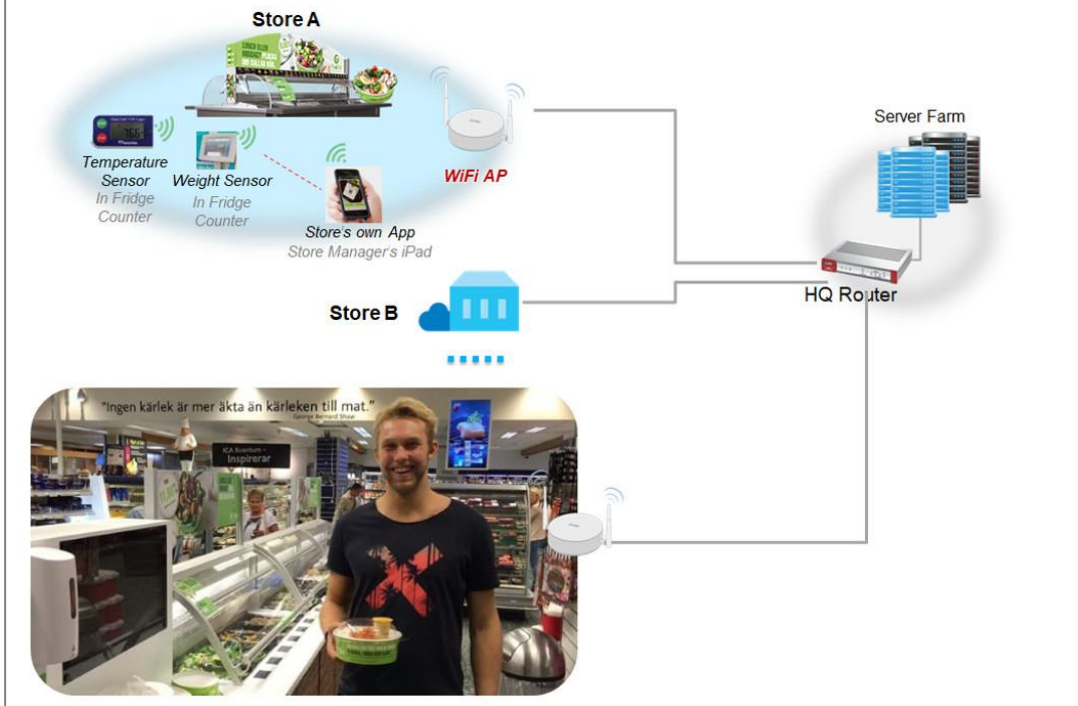 Store A
Server Farm
Temperature
Sensor
In Fridge
Counter
Weight Sensor
In Fridge
Counter
WiFi AP
Store's own App
Store Manager's iPad
HQ Router
Store B
"Ingen kärlek är mer äkta än kärleken till mat."
George Bernard Shaw
ICA Kvantum -
Inspirerar